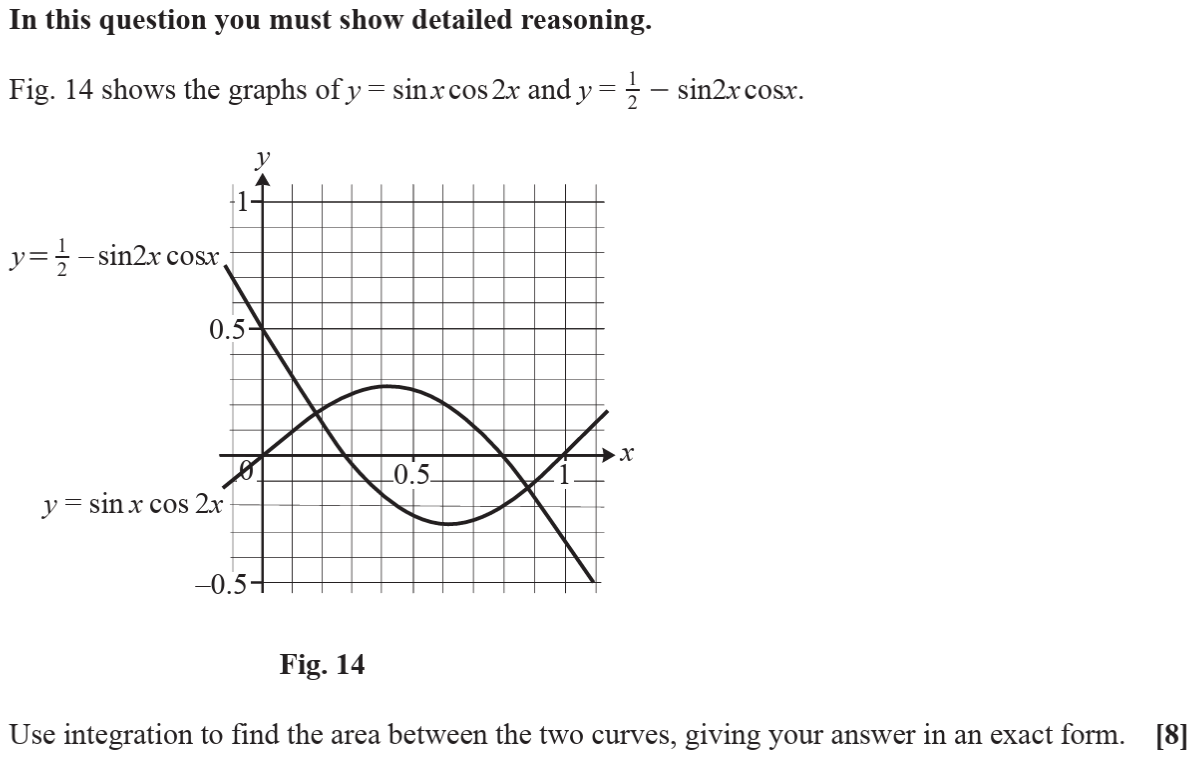 In this question you must show detailed reasoning.
Fig. 14 shows the graphs of y = sin x cos 2x and y = 1/2 − sin2x cosx.
y
1
y = 1/2 − sin2x cosx
0.5
0
0.5
1
x
y = sin x cos 2x
−0.5
Fig. 14
Use integration to find the area between the two curves, giving your answer in an exact form. [8]